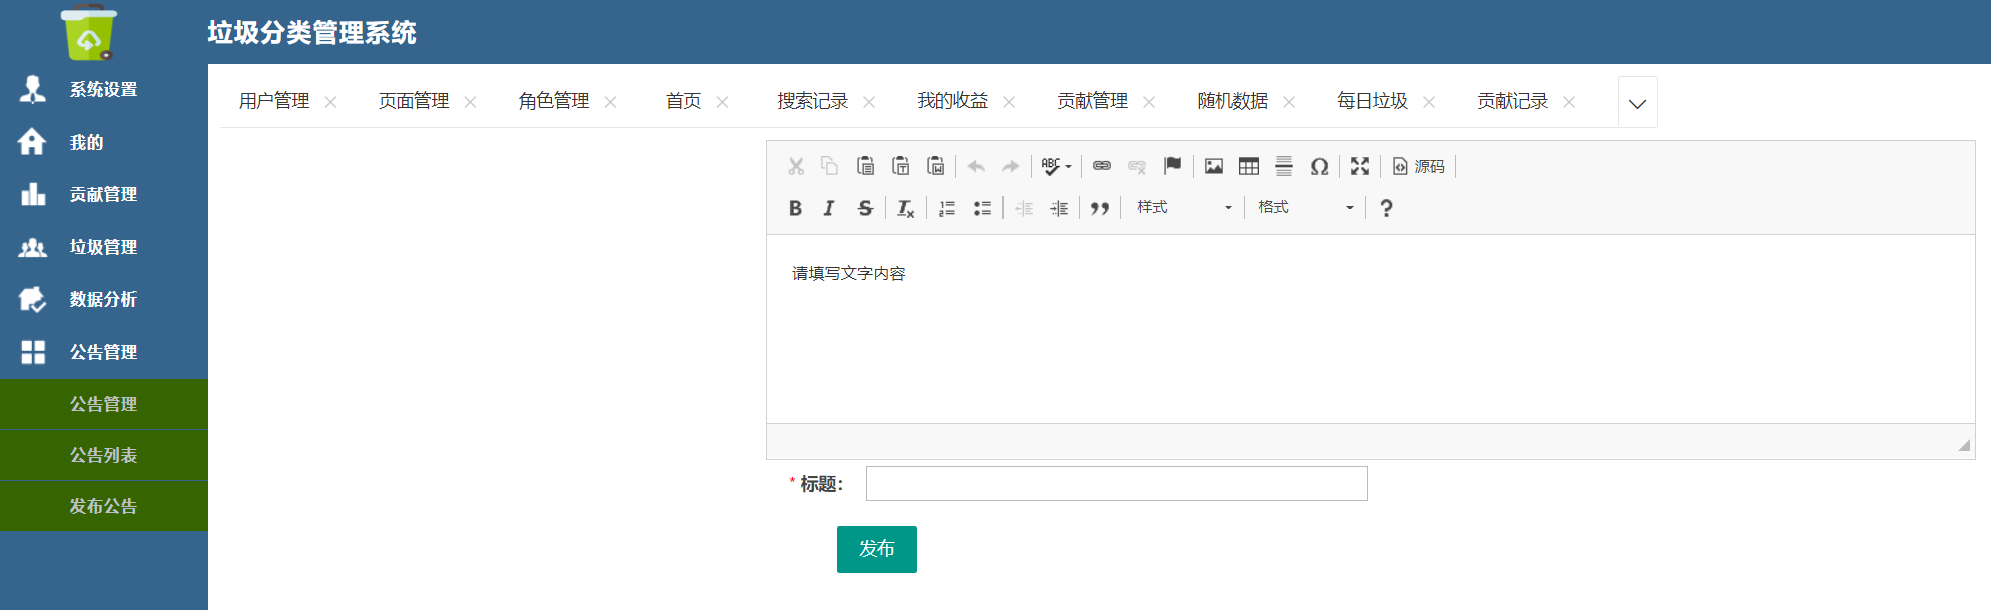 垃圾分类管理系统
系统设置
我的
贡献管理
垃圾管理
数据分析
公告管理
公告管理
公告列表
发布公告
用户管理 页面管理 角色管理 首页 搜索记录 我的收益 贡献管理 随机数据 每日垃圾 贡献记录
ABC 源码
B I S Tx 样式 格式 ?
请填写文字内容
* 标题：
发布